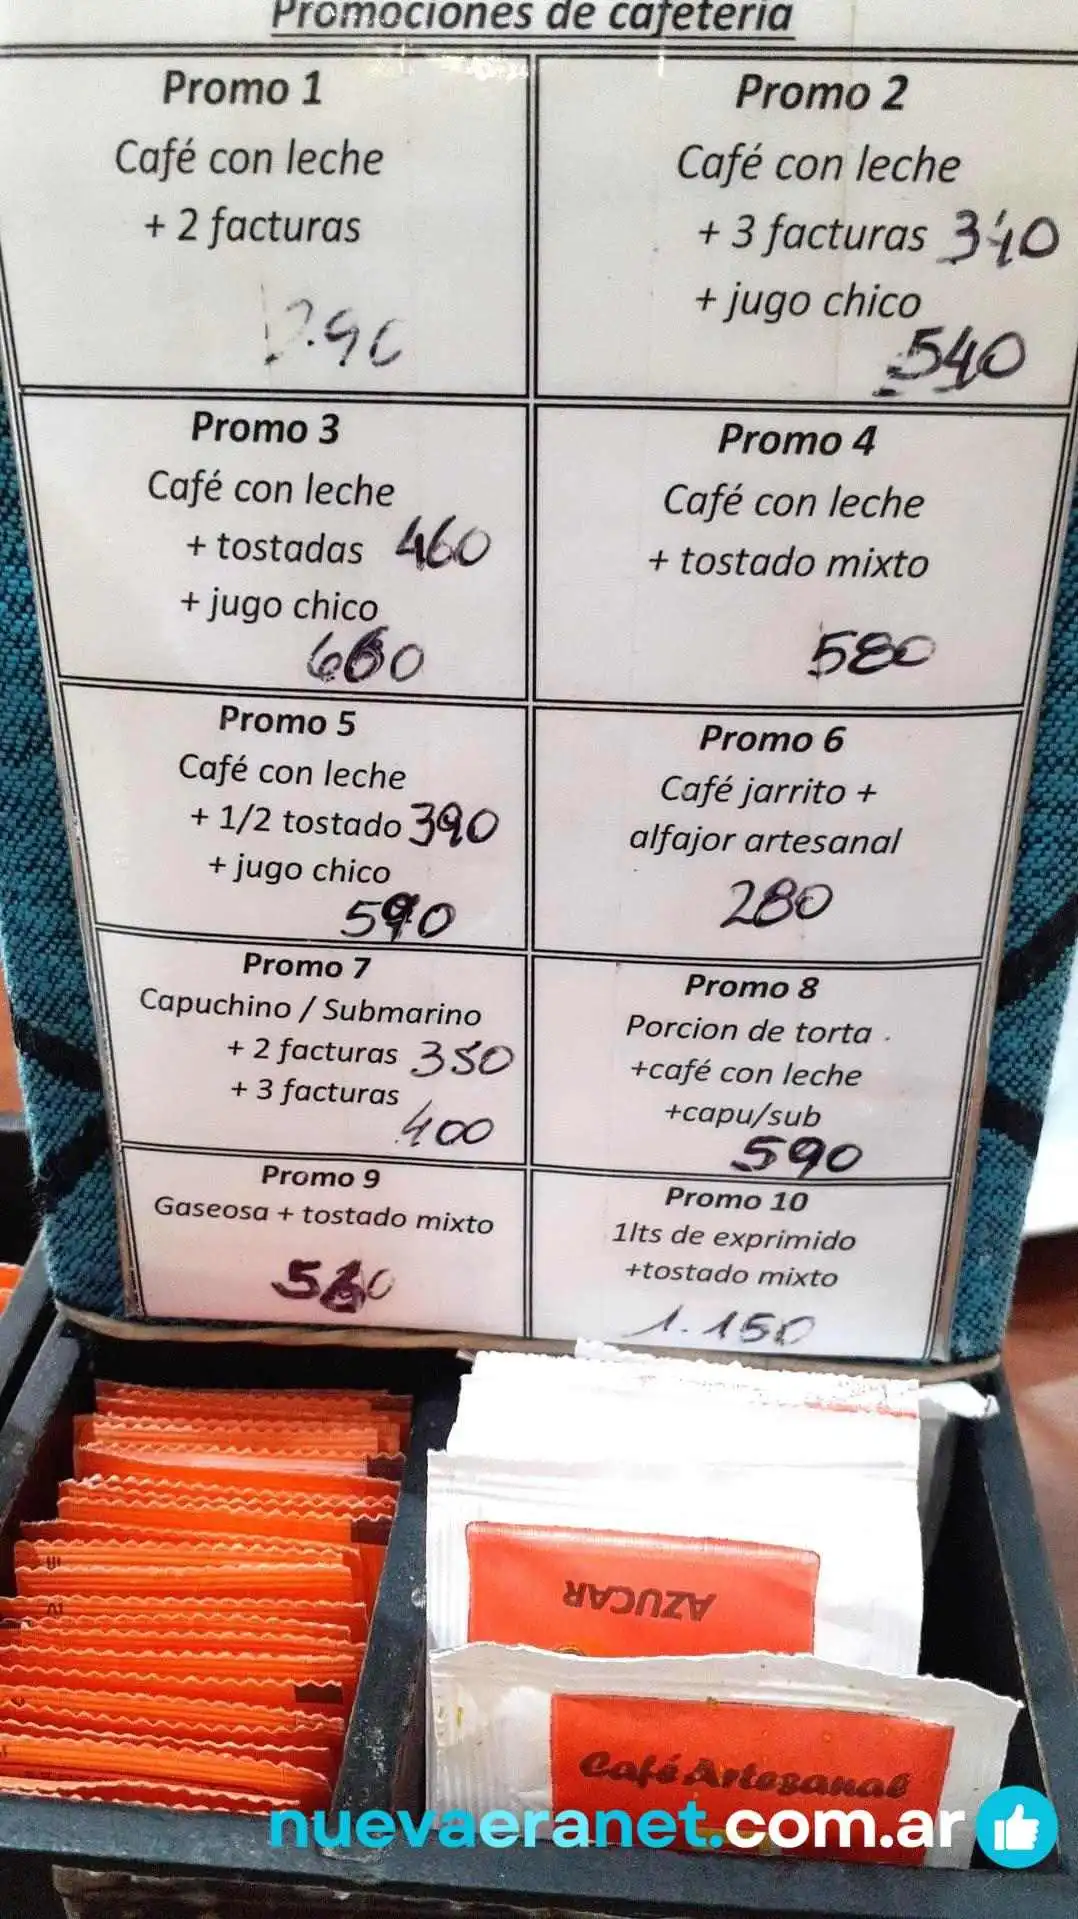 Promociones de cafeteria
Promo 1
Café con leche
+ 2 facturas
290
Promo 2
Café con leche
+ 3 facturas 340
+ jugo chico
540
Promo 3
Café con leche
+ tostadas 460
+ jugo chico
660
Promo 4
Café con leche
+ tostado mixto
580
Promo 5
Café con leche
+ 1/2 tostado 390
+ jugo chico
590
Promo 6
Café jarrito +
alfajor artesanal
280
Promo 7
Capuchino / Submarino
+ 2 facturas 350
+ 3 facturas
400
Promo 8
Porcion de torta
+café con leche
+capu/sub
590
Promo 9
Gaseosa + tostado mixto
Promo 10
1lts de exprimido
+tostado mixto
1.150
AZUCAR
Café Artesanal
nuevaeranet.com.ar